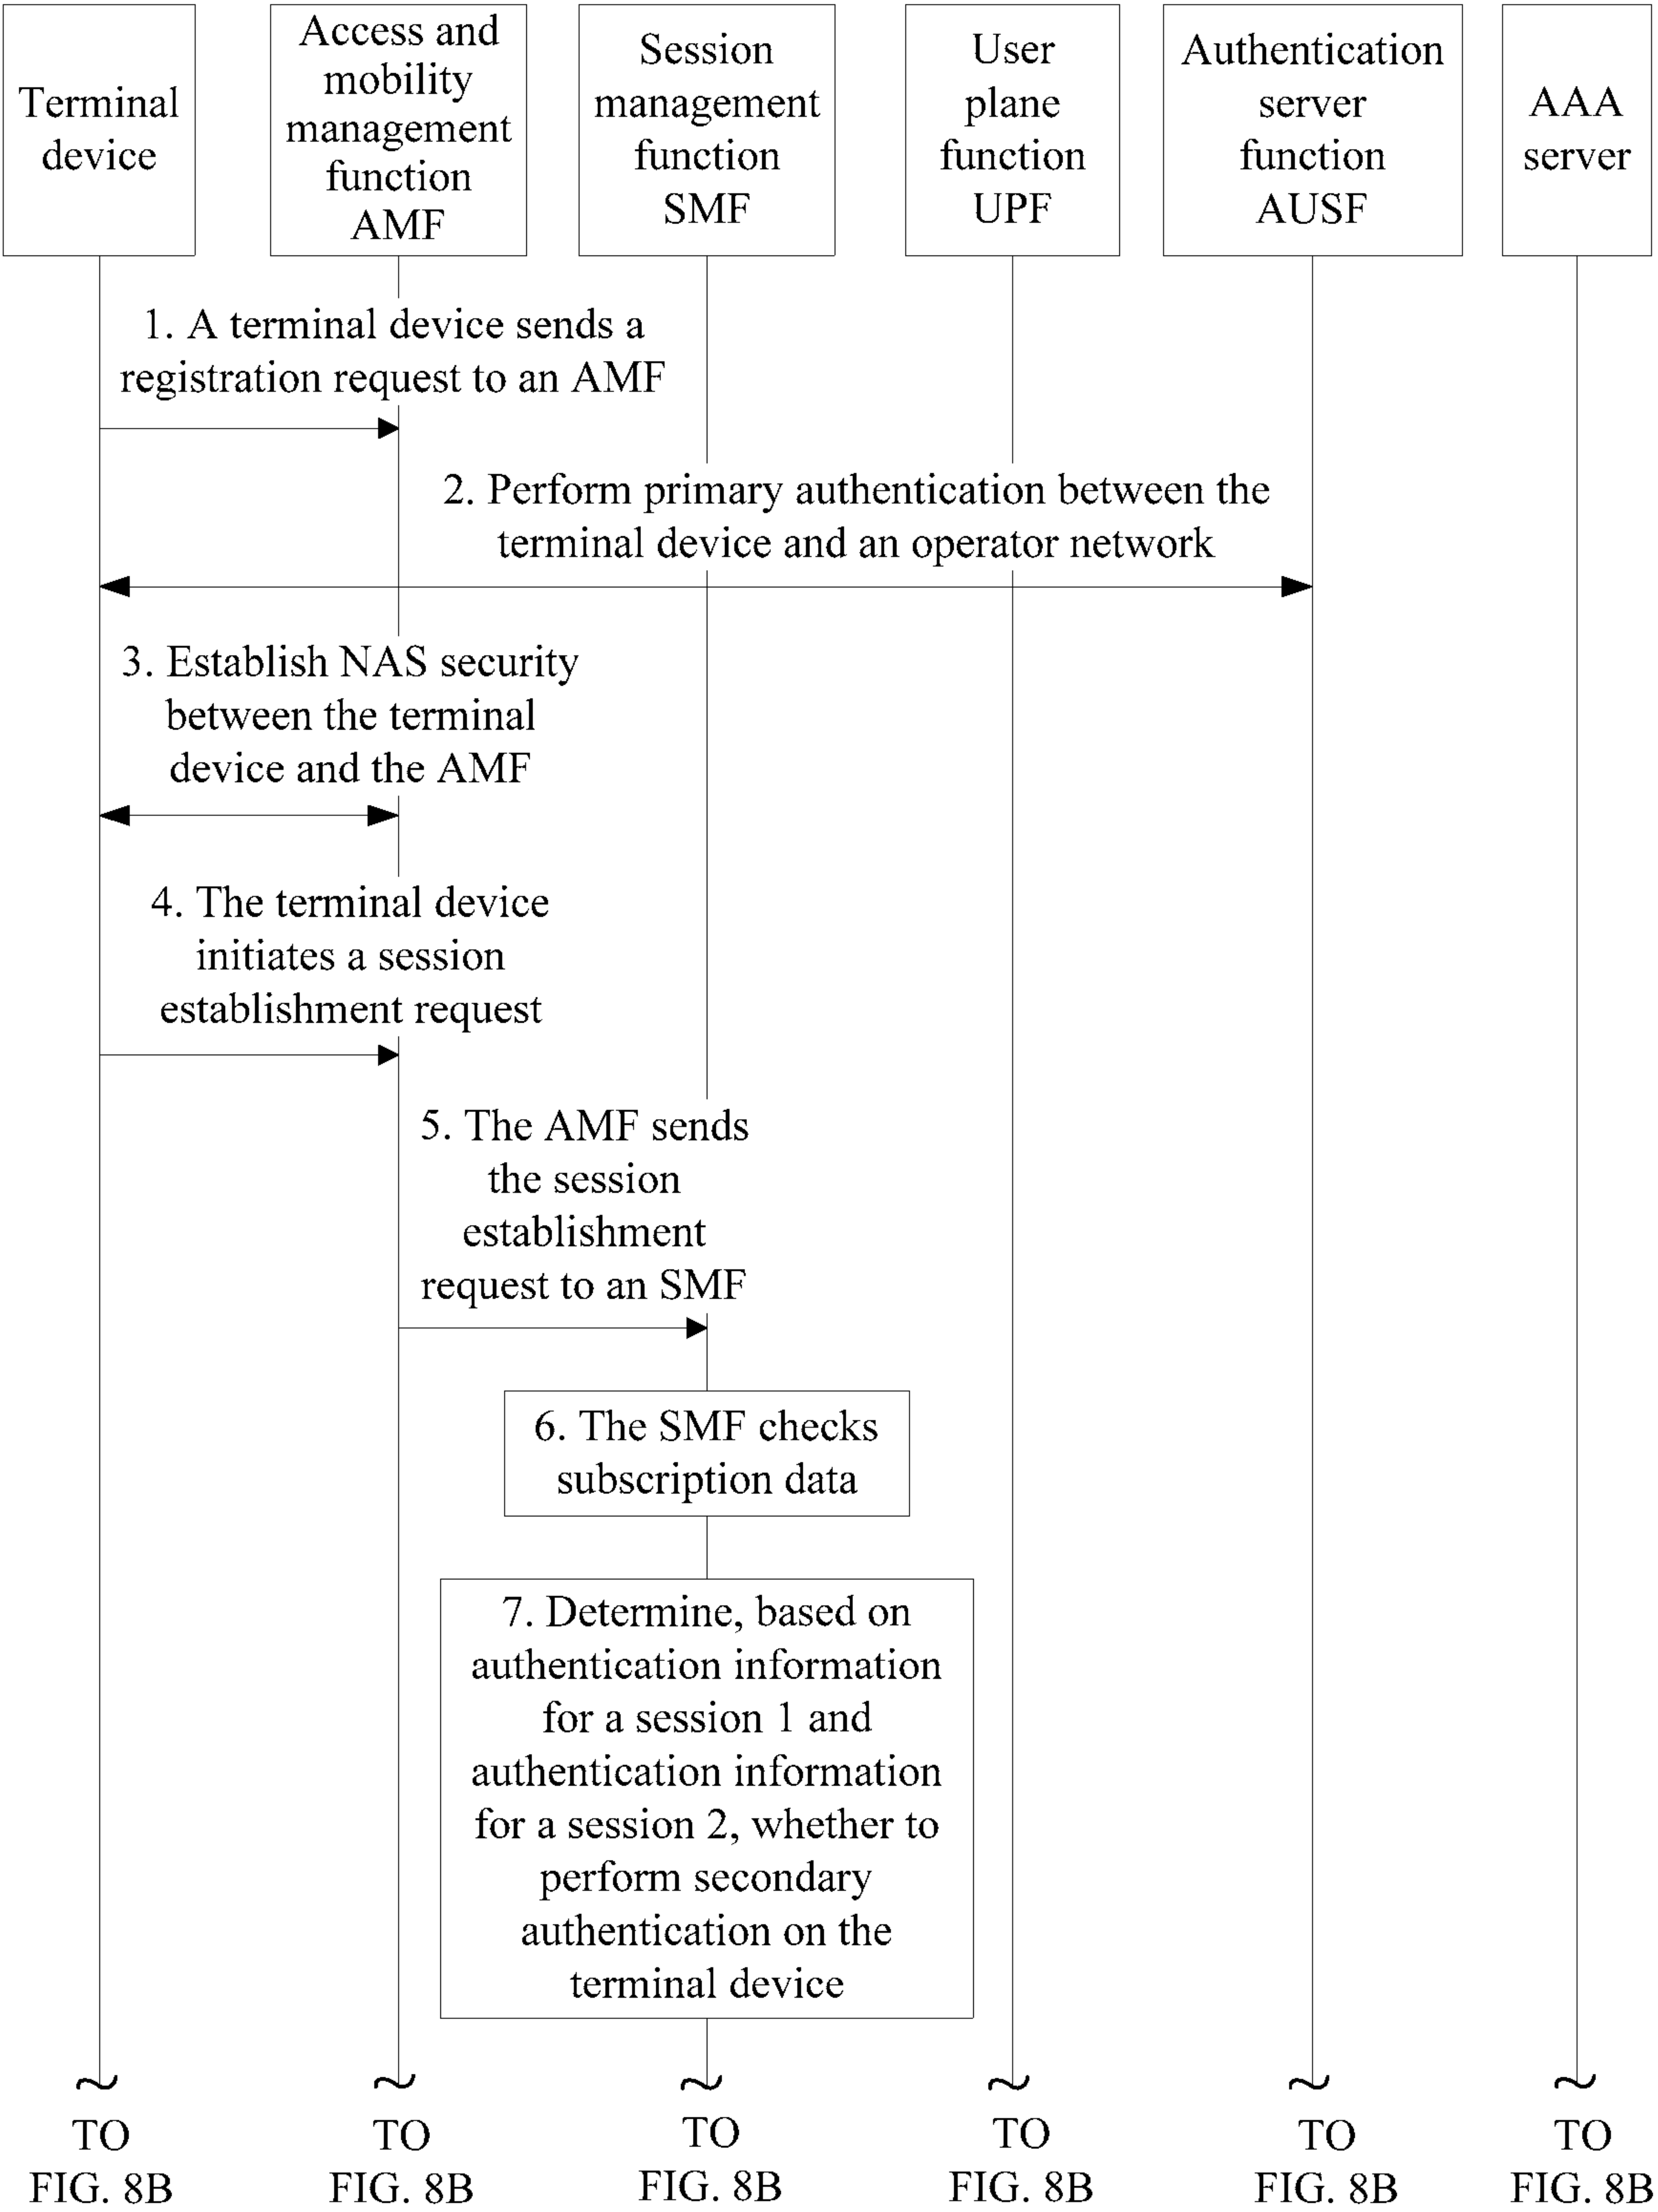 Terminal
device
Access and
mobility
management
function
AMF
Session
management
function
SMF
User
plane
function
UPF
Authentication
server
function
AUSF
AAA
server
1. A terminal device sends a
registration request to an AMF
2. Perform primary authentication between the
terminal device and an operator network
3. Establish NAS security
between the terminal
device and the AMF
4. The terminal device
initiates a session
establishment request
5. The AMF sends
the session
establishment
request to an SMF
6. The SMF checks
subscription data
7. Determine, based on
authentication information
for a session 1 and
authentication information
for a session 2, whether to
perform secondary
authentication on the
terminal device
TO
FIG. 8B
TO
FIG. 8B
TO
FIG. 8B
TO
FIG. 8B
TO
FIG. 8B
TO
FIG. 8B